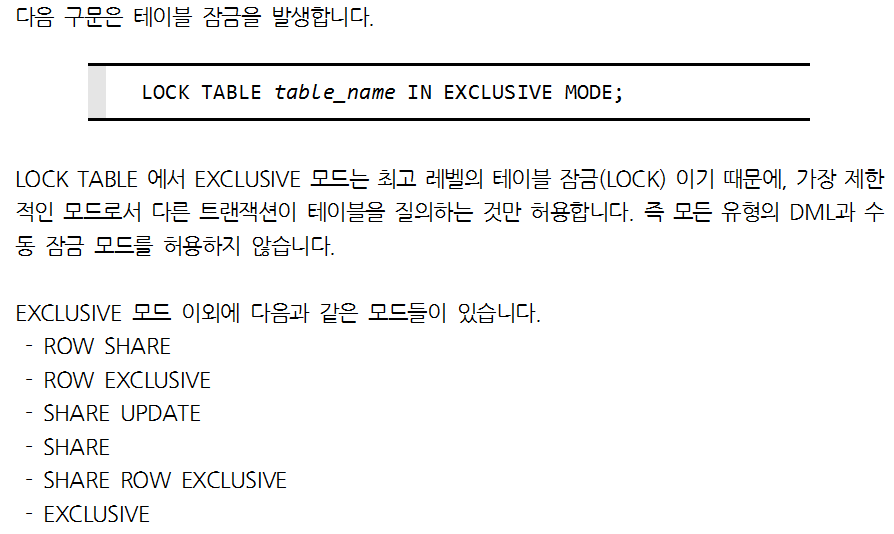 다음 구문은 테이블 잠금을 발생합니다.
LOCK TABLE table_name IN EXCLUSIVE MODE;
LOCK TABLE 에서 EXCLUSIVE 모드는 최고 레벨의 테이블 잠금(LOCK) 이기 때문에, 가장 제한
적인 모드로서 다른 트랜잭션이 테이블을 질의하는 것만 허용합니다. 즉 모든 유형의 DML과 수
동 잠금 모드를 허용하지 않습니다.
EXCLUSIVE 모드 이외에 다음과 같은 모드들이 있습니다.
- ROW SHARE
- ROW EXCLUSIVE
- SHARE UPDATE
- SHARE
- SHARE ROW EXCLUSIVE
- EXCLUSIVE